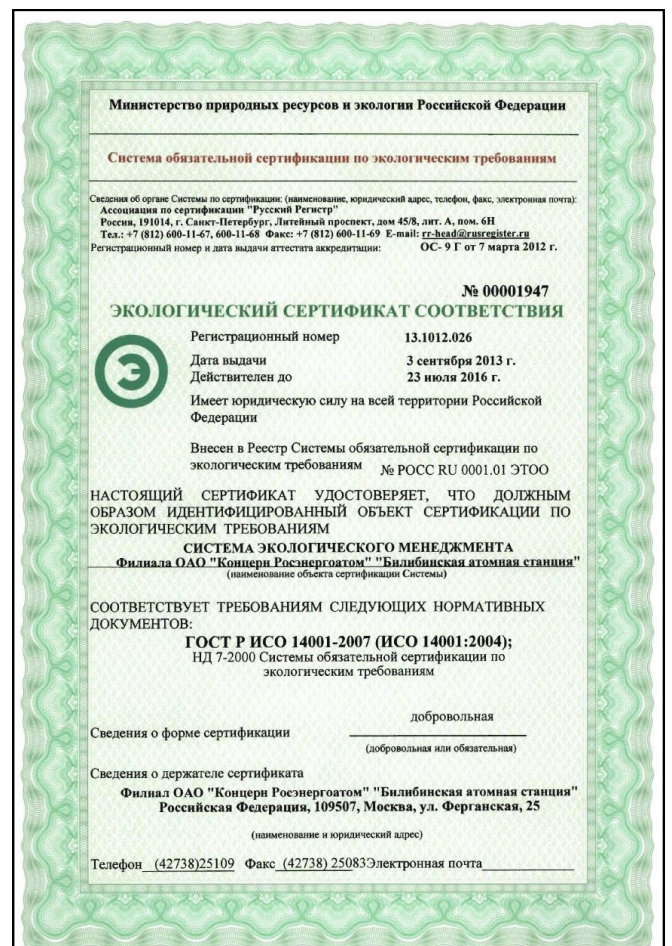 Министерство природных ресурсов и экологии Российской Федерации
Система обязательной сертификации по экологическим требованиям
Сведения об органе Системы по сертификации: (наименование, юридический адрес, телефон, факс, электронная почта):
Ассоциация по сертификации "Русский Регистр"
Россия, 191014, г. Санкт-Петербург, Литейный проспект, дом 45/8, лит. А, пом. 6Н
Тел.: +7 (812) 600-11-67, 600-11-68 Факс: +7 (812) 600-11-69 E-mail: rr-head@rusregister.ru
Регистрационный номер и дата выдачи аттестата аккредитации: ОС- 9 Г от 7 марта 2012 г.
№ 00001947
ЭКОЛОГИЧЕСКИЙ СЕРТИФИКАТ СООТВЕТСТВИЯ
Э
Регистрационный номер 13.1012.026
Дата выдачи 3 сентября 2013 г.
Действителен до 23 июля 2016 г.
Имеет юридическую силу на всей территории Российской
Федерации
Внесен в Реестр Системы обязательной сертификации по
экологическим требованиям № РОСС RU 0001.01 ЭТОО
НАСТОЯЩИЙ СЕРТИФИКАТ УДОСТОВЕРЯЕТ, ЧТО ДОЛЖНЫМ
ОБРАЗОМ ИДЕНТИФИЦИРОВАННЫЙ ОБЪЕКТ СЕРТИФИКАЦИИ ПО
ЭКОЛОГИЧЕСКИМ ТРЕБОВАНИЯМ
СИСТЕМА ЭКОЛОГИЧЕСКОГО МЕНЕДЖМЕНТА
Филиала ОАО "Концерн Росэнергоатом" "Билибинская атомная станция"
(наименование объекта сертификации Системы)
СООТВЕТСТВУЕТ ТРЕБОВАНИЯМ СЛЕДУЮЩИХ НОРМАТИВНЫХ
ДОКУМЕНТОВ:
ГОСТ Р ИСО 14001-2007 (ИСО 14001:2004);
НД 7-2000 Системы обязательной сертификации по
экологическим требованиям
добровольная
Сведения о форме сертификации
(добровольная или обязательная)
Сведения о держателе сертификата
Филиал ОАО "Концерн Росэнергоатом" "Билибинская атомная станция"
Российская Федерация, 109507, Москва, ул. Ферганская, 25
(наименование и юридический адрес)
Телефон (42738)25109 Факс (42738) 25083Электронная почта